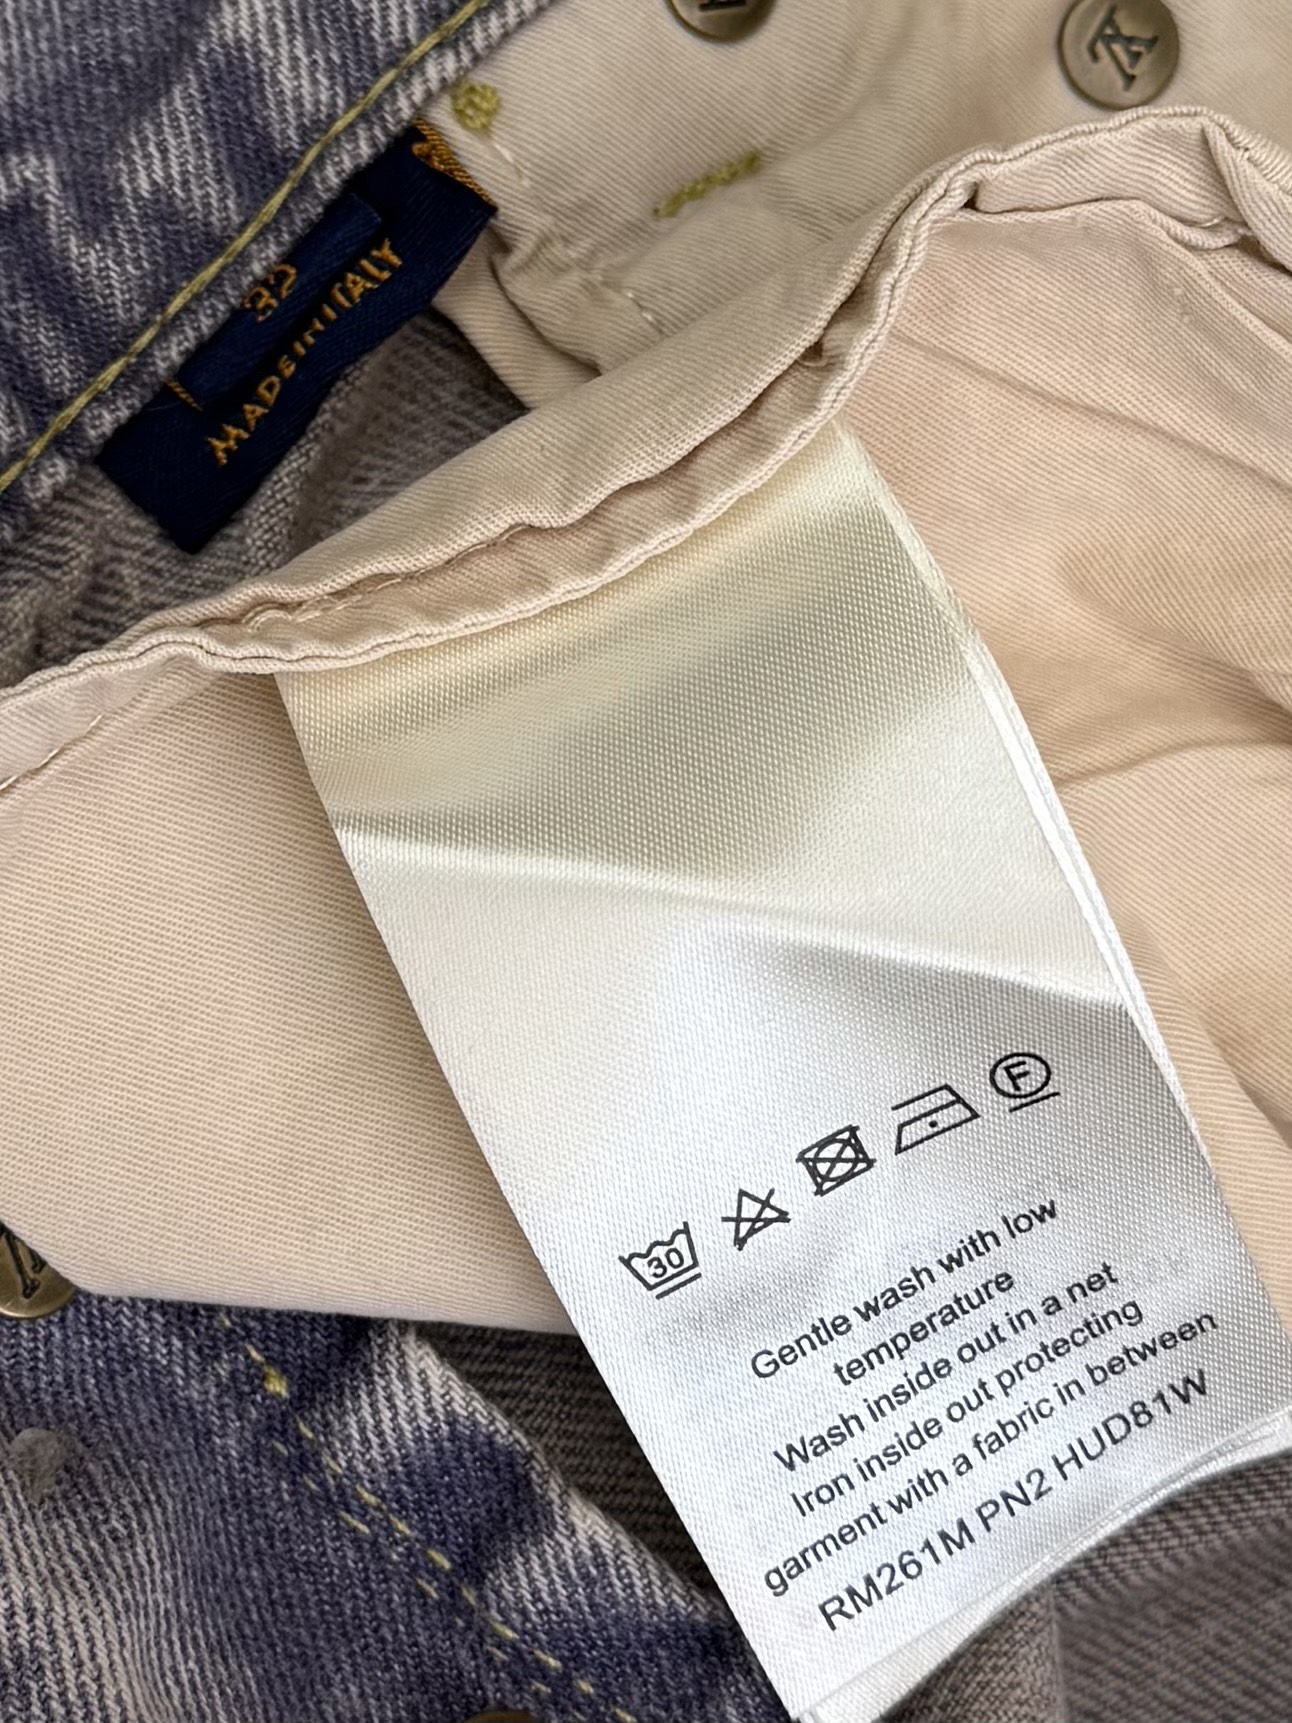 32
MADE IN ITALY
30
F
Gentle wash with low
temperature
Wash inside out in a net
Iron inside out protecting
garment with a fabric in between
RM261M PN2 HUD81W